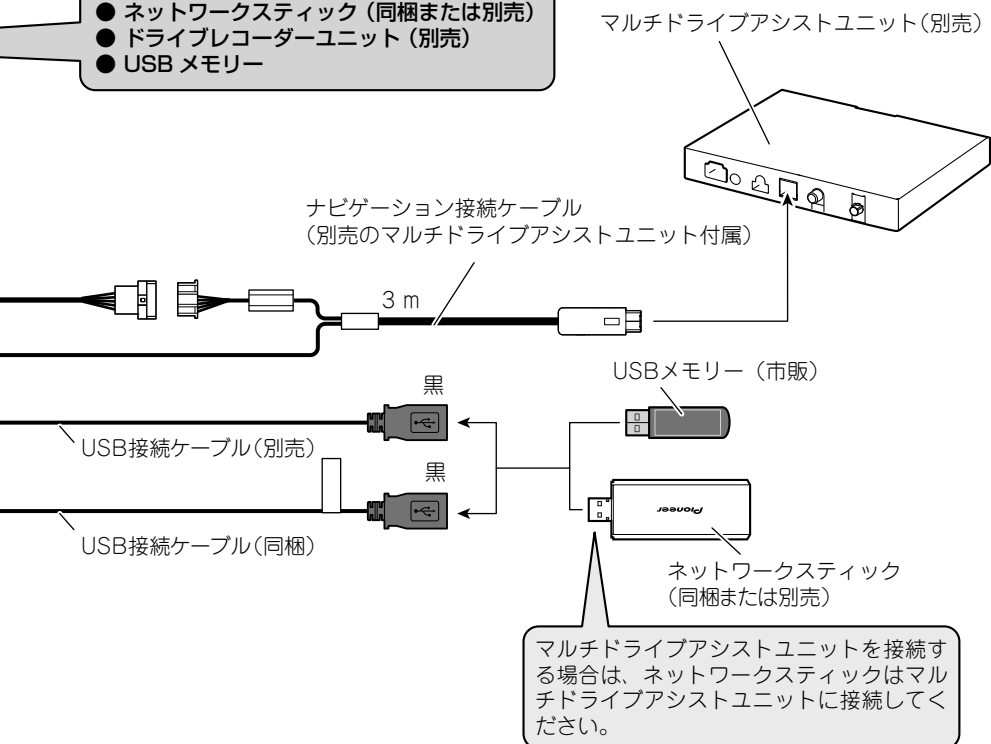 ● ネットワークスティック（同梱または別売）
● ドライブレコーダーユニット（別売）
● USB メモリー
マルチドライブアシストユニット（別売）
ナビゲーション接続ケーブル
（別売のマルチドライブアシストユニット付属）
3 m
USBメモリー（市販）
黒
USB接続ケーブル（別売）
黒
Pioneer
USB接続ケーブル（同梱）
ネットワークスティック
（同梱または別売）
マルチドライブアシストユニットを接続す
る場合は、ネットワークスティックはマル
チドライブアシストユニットに接続してく
ださい。